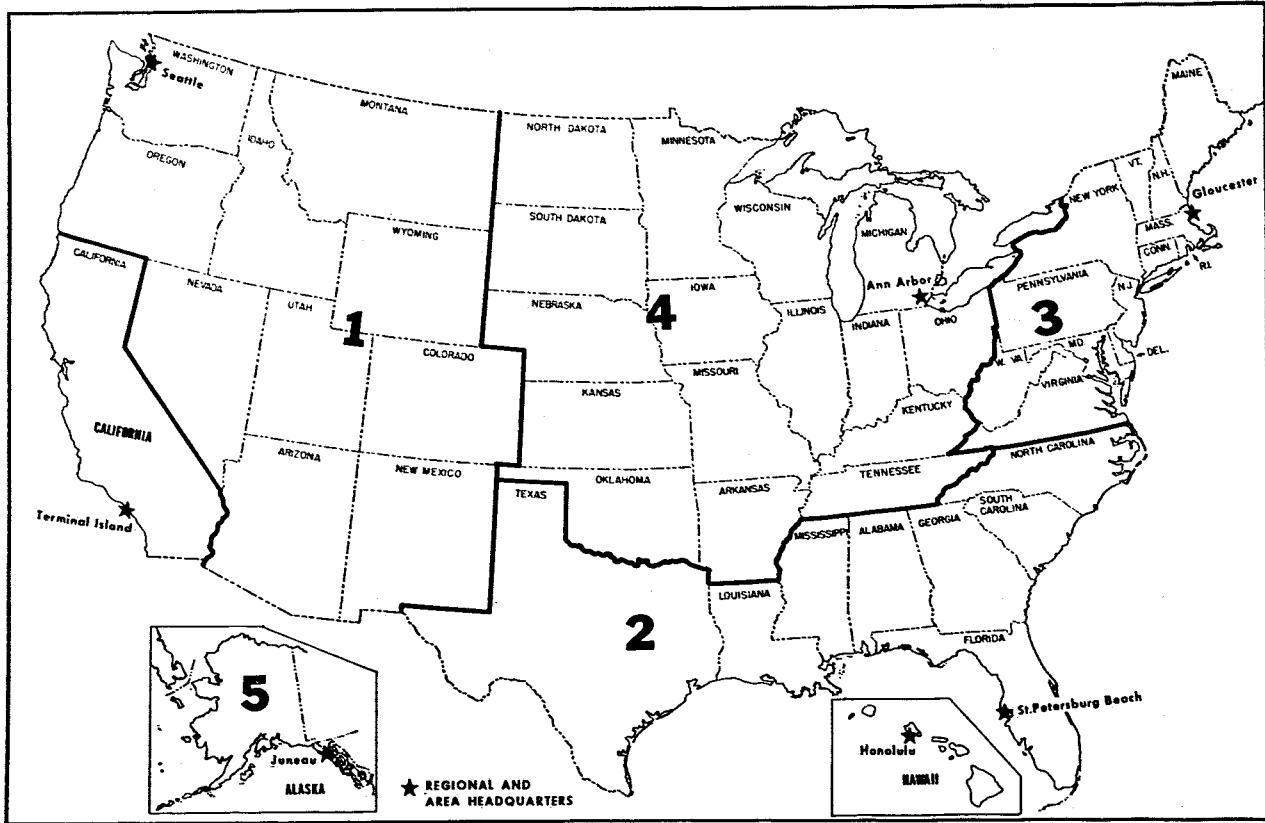 WASHINGTON
Seattle
MONTANA
NORTH DAKOTA
MINNESOTA
MAINE
IDAHO
OREGON
VT.
N.H.
NEW YORK
Gloucester
SOUTH DAKOTA
WISCONSIN
MICHIGAN
MASS.
CONN.
R.I.
WYOMING
CALIFORNIA
NEVADA
UTAH
1
NEBRASKA
4
IOWA
Ann Arbor
PENNSYLVANIA
N.J.
3
ILLINOIS
INDIANA
OHIO
COLORADO
W. VA.
MD.
DEL.
VIRGINIA
KANSAS
MISSOURI
KENTUCKY
CALIFORNIA
ARIZONA
NEW MEXICO
NORTH CAROLINA
TENNESSEE
OKLAHOMA
ARKANSAS
TEXAS
SOUTH
CAROLINA
Terminal Island
MISSISSIPPI
ALABAMA
GEORGIA
LOUISIANA
2
FLORIDA
5
St. Petersburg Beach
Juneau
ALASKA
Honolulu
HAWAII
REGIONAL AND
AREA HEADQUARTERS